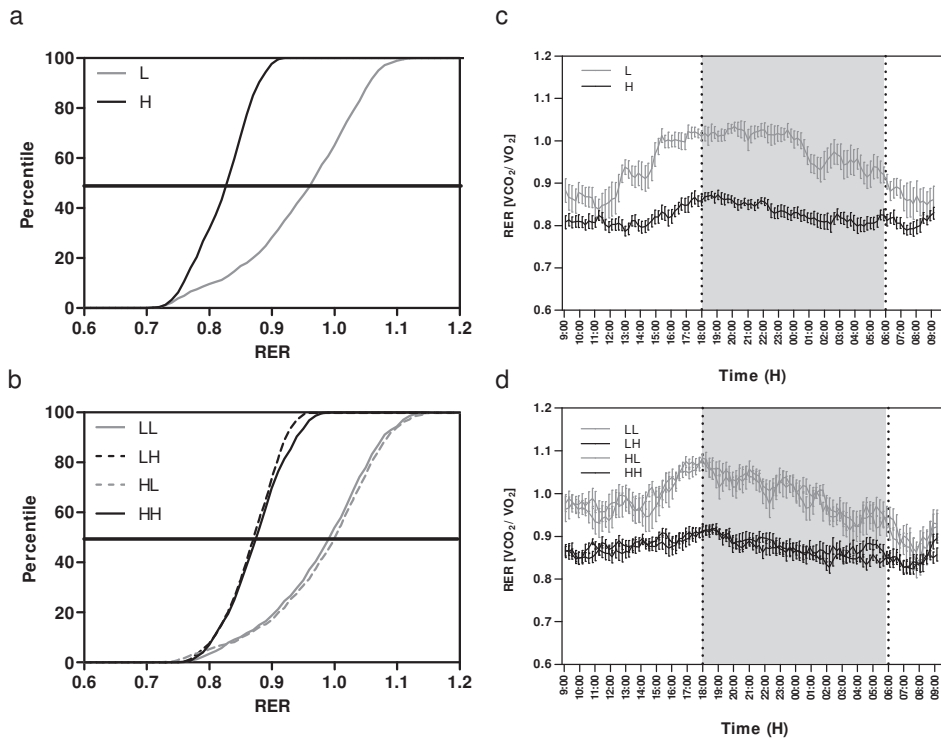 a
Percentile
100
80
60
40
20
0
L
H
0.6 0.7 0.8 0.9 1.0 1.1 1.2
RER
b
Percentile
100
80
60
40
20
0
LL
LH
HL
HH
0.6 0.7 0.8 0.9 1.0 1.1 1.2
RER
c
RER [VCO2/ VO2]
1.2
1.1
1.0
0.9
0.8
0.7
0.6
L
H
9:00 10:00 11:00 12:00 13:00 14:00 15:00 16:00 17:00 18:00 19:00 20:00 21:00 22:00 23:00 00:00 01:00 02:00 03:00 04:00 05:00 06:00 07:00 08:00 09:00
Time (H)
d
RER [VCO2/ VO2]
1.2
1.1
1.0
0.9
0.8
0.7
0.6
LL
LH
HL
HH
9:00 10:00 11:00 12:00 13:00 14:00 15:00 16:00 17:00 18:00 19:00 20:00 21:00 22:00 23:00 00:00 01:00 02:00 03:00 04:00 05:00 06:00 07:00 08:00 09:00
Time (H)